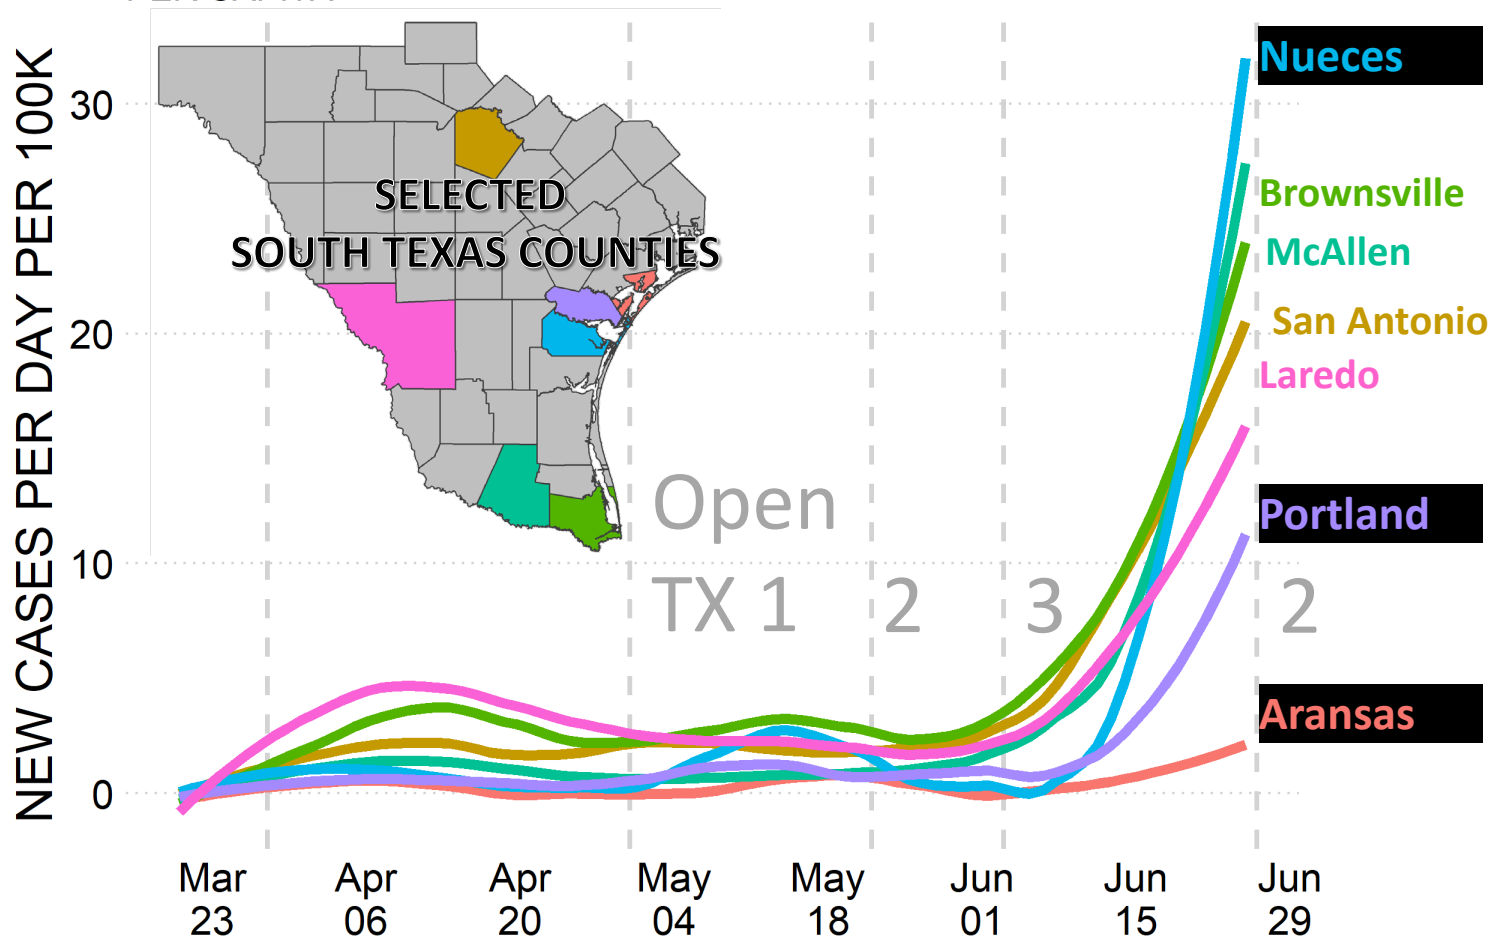 NEW CASES PER DAY PER 100K
30
20
10
0
SELECTED
SOUTH TEXAS COUNTIES
Open
TX 1
2
3
2
Nueces
Brownsville
McAllen
San Antonio
Laredo
Portland
Aransas
Mar
23
Apr
06
Apr
20
May
04
May
18
Jun
01
Jun
15
Jun
29